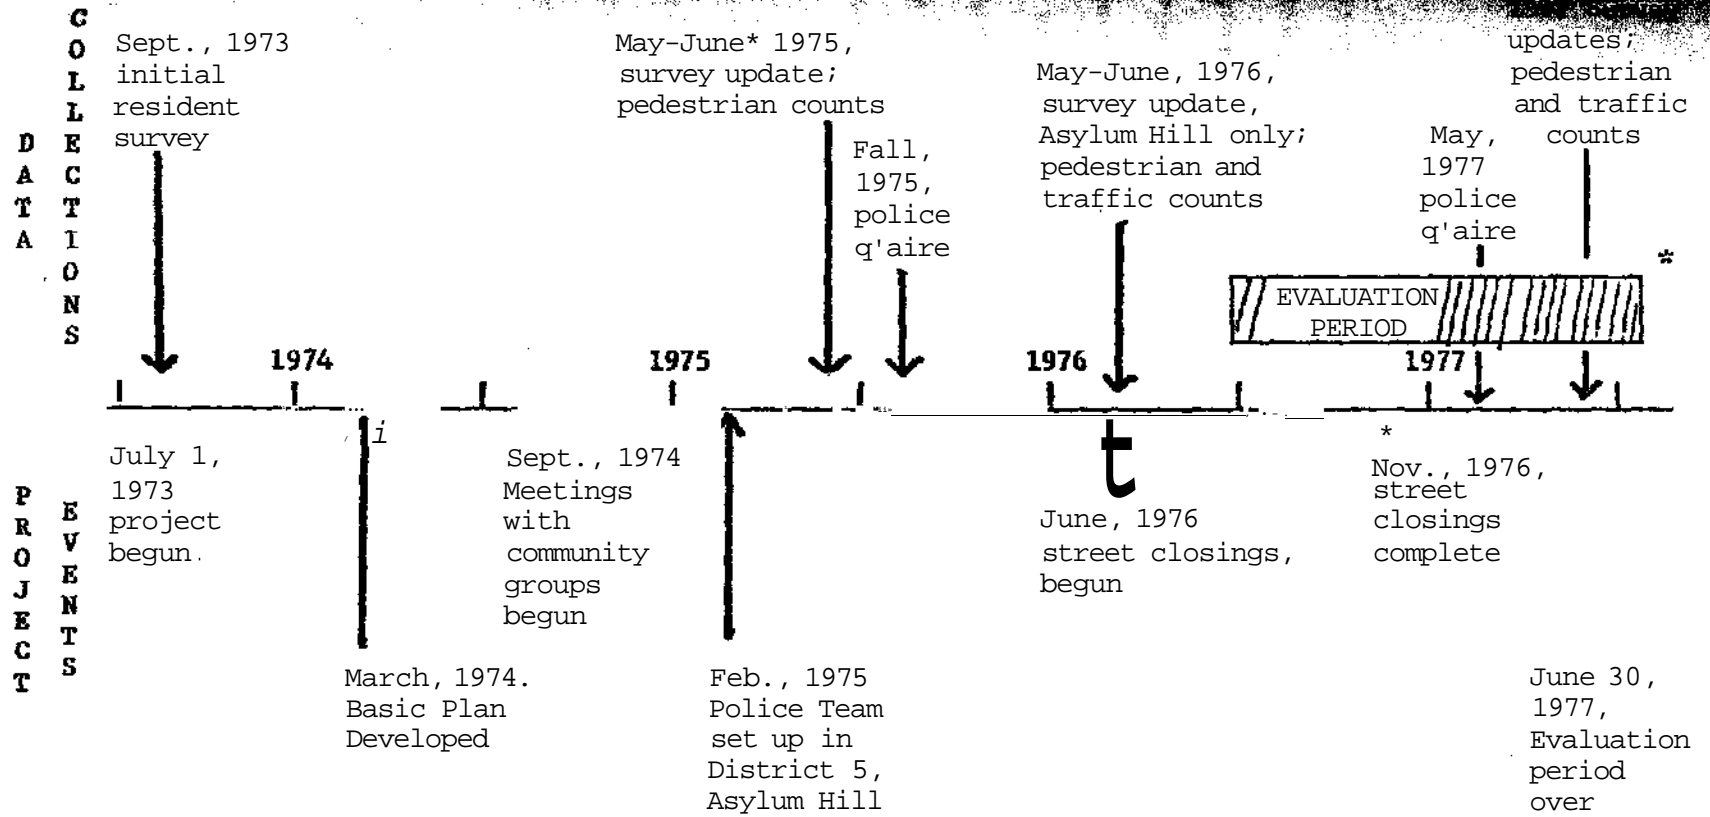 DATA
COLLECTIONS
Sept., 1973
initial
resident
survey
May-June* 1975,
survey update;
pedestrian counts
Fall,
1975,
police
q'aire
May-June, 1976,
survey update,
Asylum Hill only;
pedestrian and
traffic counts
May,
1977
police
q'aire
updates;
pedestrian
and traffic
counts
*
EVALUATION
PERIOD
1974
1975
1976
1977
PROJECT
EVENTS
July 1,
1973
project
begun.
i
March, 1974.
Basic Plan
Developed
Sept., 1974
Meetings
with
community
groups
begun
Feb., 1975
Police Team
set up in
District 5,
Asylum Hill
t
June, 1976
street closings,
begun
*
Nov., 1976,
street
closings
complete
June 30,
1977,
Evaluation
period
over